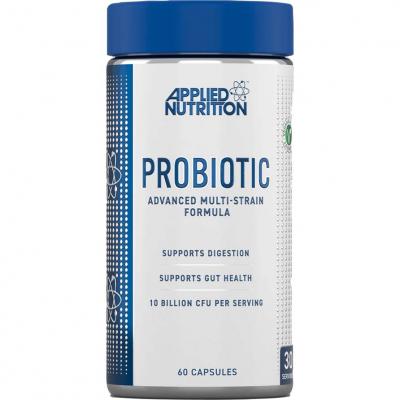 APPLIED
NUTRITION
PROBIOTIC
ADVANCED MULTI-STRAIN
FORMULA
SUPPORTS DIGESTION
SUPPORTS GUT HEALTH
10 BILLION CFU PER SERVING
60 CAPSULES
30